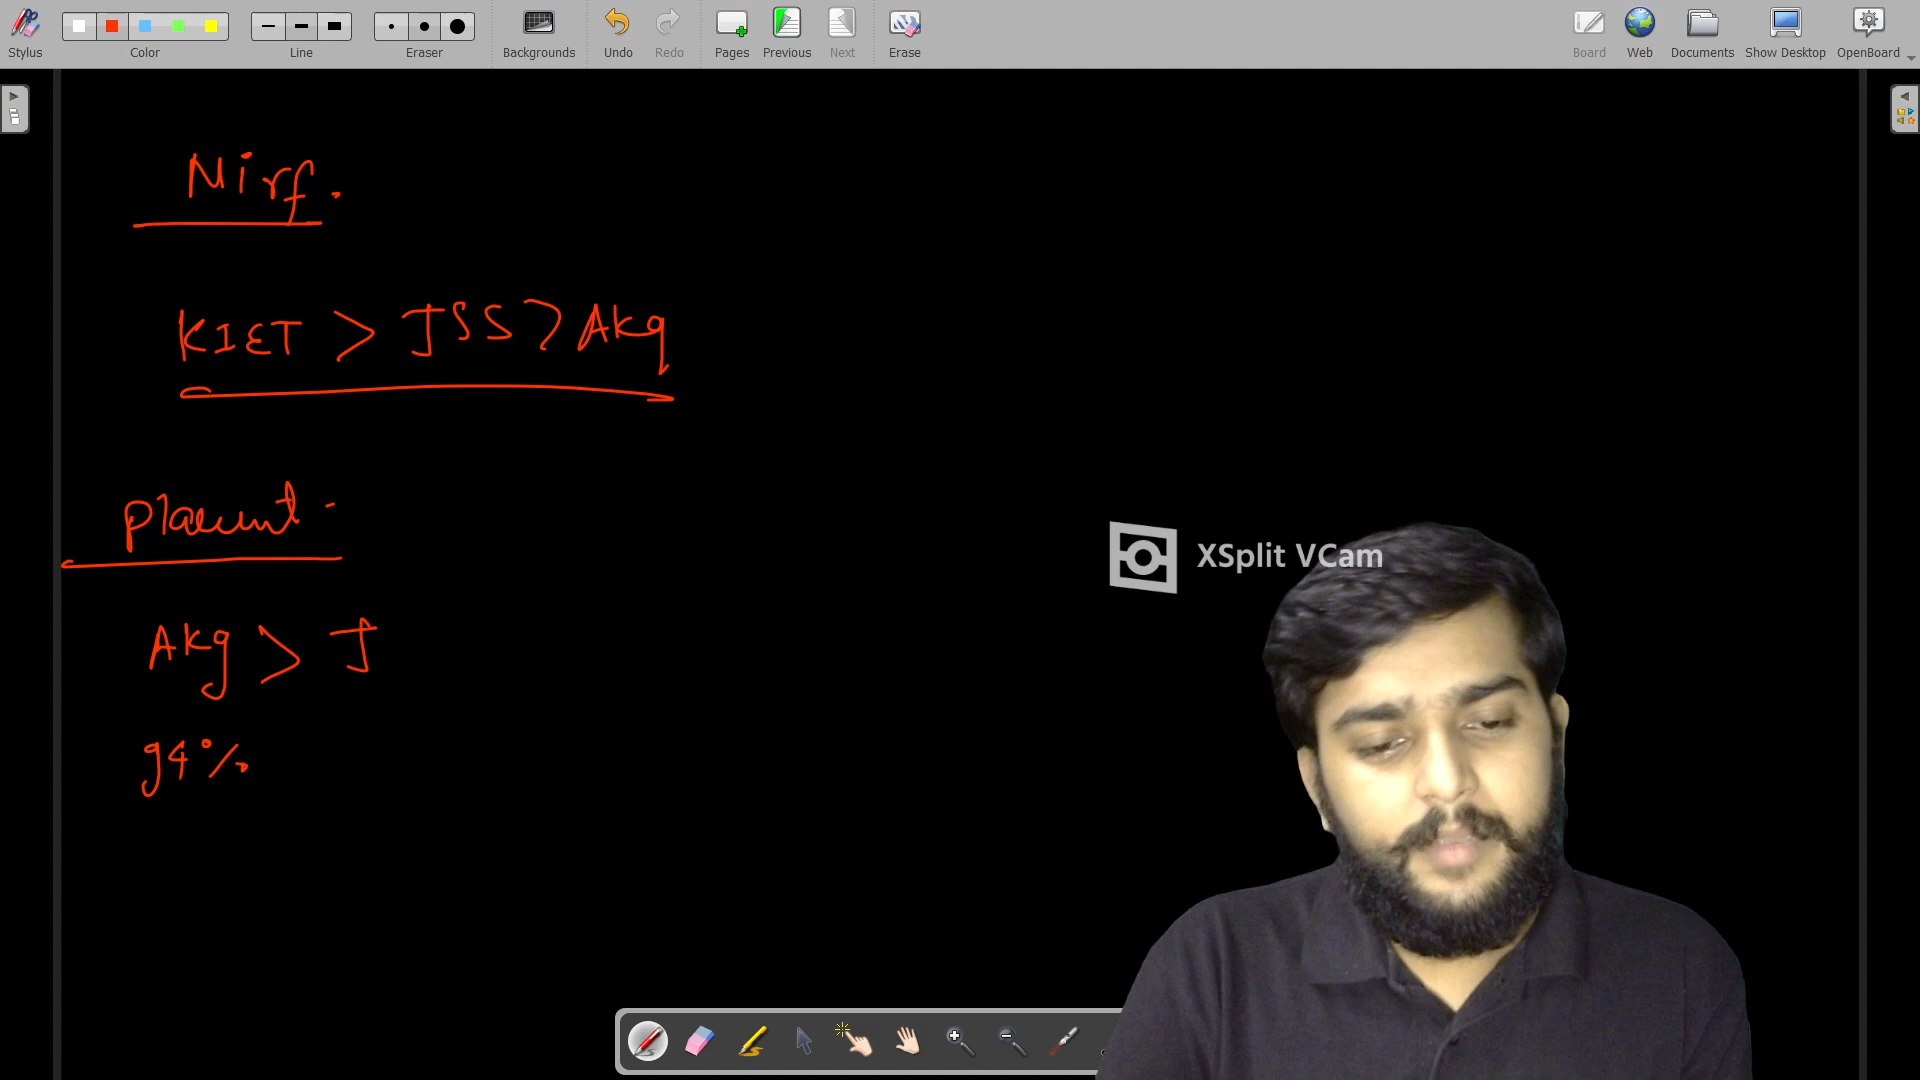 Stylus Color Line Eraser Backgrounds Undo Redo Pages Previous Next Erase Board Web Documents Show Desktop OpenBoard
Nirf.
KIET > JSS > AKG
XSplit VCam
AKG > J
94%